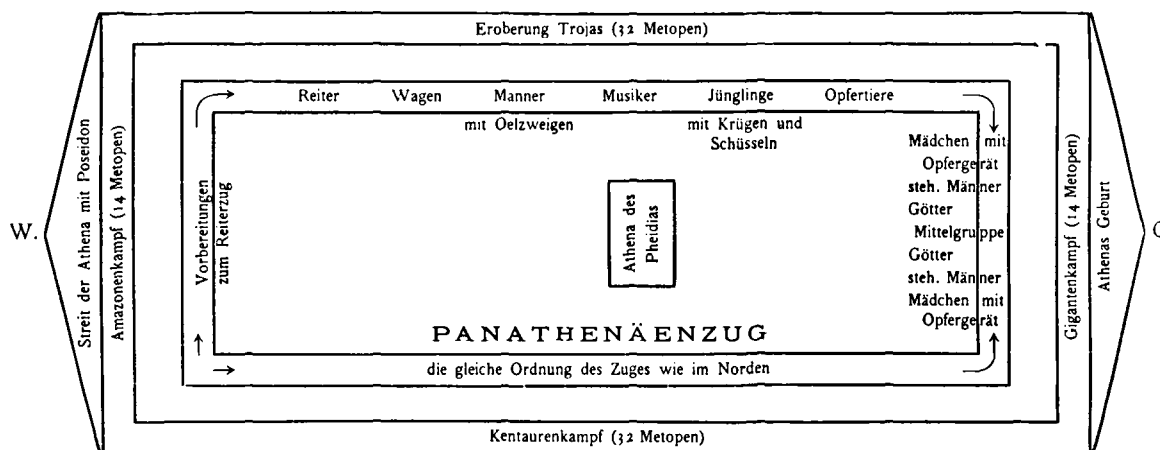 Eroberung Trojas (32 Metopen)
Reiter Wagen Manner Musiker Jünglinge Opfertiere
mit Oelzweigen mit Krügen und
Schüsseln
W.
Streit der Athena mit Poseidon
Amazonenkampf (14 Metopen)
Vorbereitungen
zum Reiterzug
Athena des
Pheidias
Mädchen mit
Opfergerät
steh. Männer
Götter
Mittelgruppe
Götter
steh. Männer
Mädchen mit
Opfergerät
Gigantenkampf (14 Metopen)
Athenas Geburt
PANATHENÄENZUG
die gleiche Ordnung des Zuges wie im Norden
Kentaurenkampf (32 Metopen)